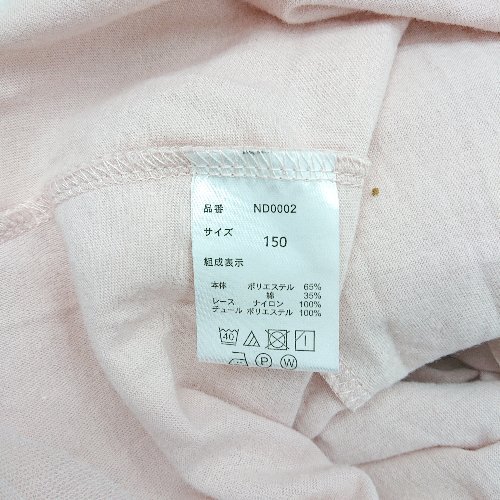 品番 ND0002
サイズ 150
組成表示
本体 ポリエステル 65%
綿 35%
レース ナイロン 100%
チュール ポリエステル 100%
40
P W